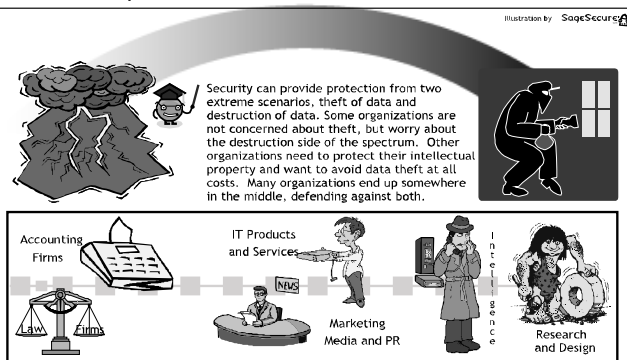 Illustration by SageSecure
Security can provide protection from two
extreme scenarios, theft of data and
destruction of data. Some organizations are
not concerned about theft, but worry about
the destruction side of the spectrum. Other
organizations need to protect their intellectual
property and want to avoid data theft at all
costs. Many organizations end up somewhere
in the middle, defending against both.
Accounting
Firms
IT Products
and Services
Intelligence
NEWS
Law Firms
Marketing
Media and PR
Research
and Design